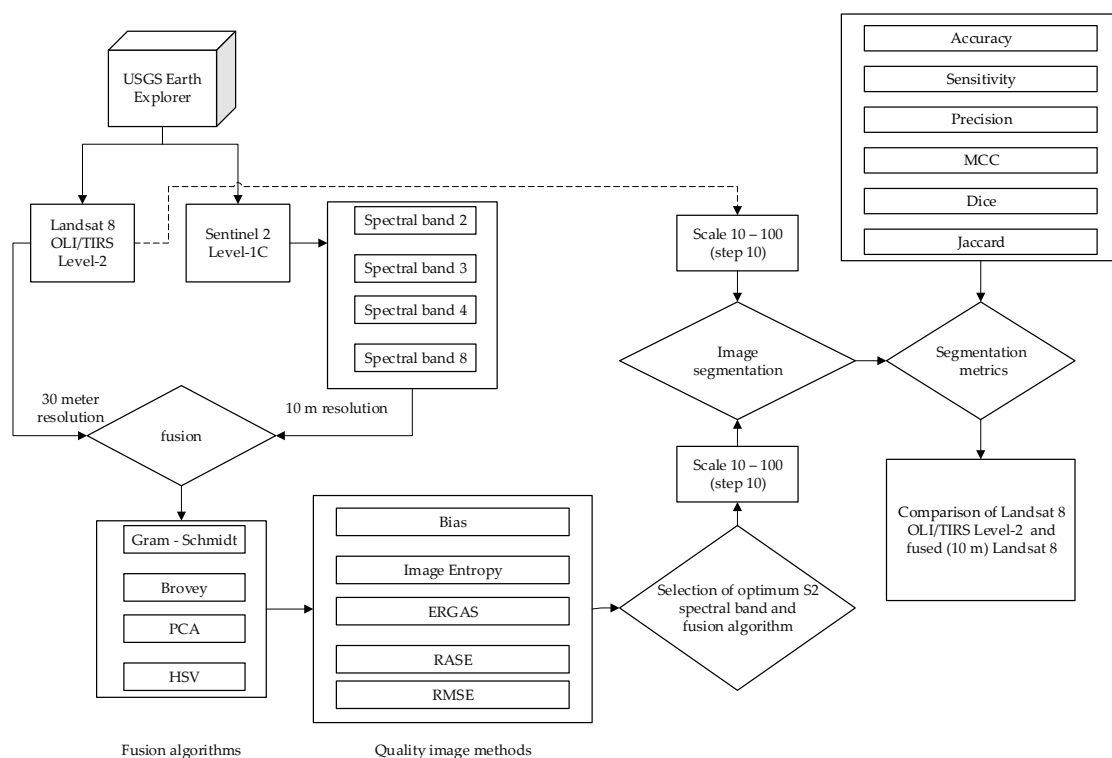 USGS Earth
Explorer
Landsat 8
OLI/TIRS
Level-2
Sentinel 2
Level-1C
Spectral band 2
Spectral band 3
Spectral band 4
Spectral band 8
30 meter
resolution
10 m resolution
fusion
Gram - Schmidt
Brovey
PCA
HSV
Fusion algorithms
Bias
Image Entropy
ERGAS
RASE
RMSE
Quality image methods
Selection of optimum S2
spectral band and
fusion algorithm
Scale 10 – 100
(step 10)
Scale 10 – 100
(step 10)
Image
segmentation
Accuracy
Sensitivity
Precision
MCC
Dice
Jaccard
Segmentation
metrics
Comparison of Landsat 8
OLI/TIRS Level-2 and
fused (10 m) Landsat 8